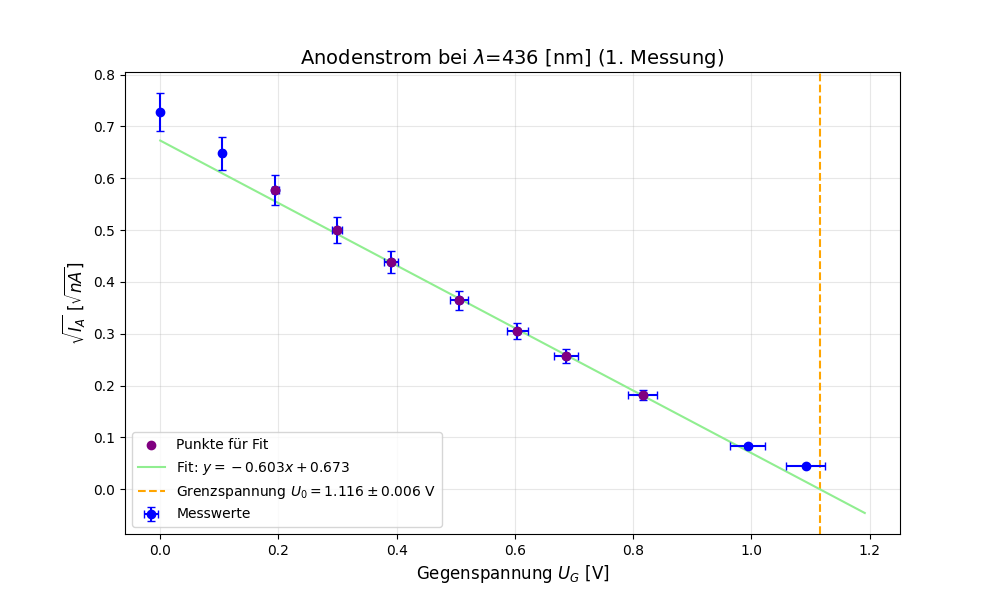 Anodenstrom bei λ=436 [nm] (1. Messung)
√I_A [√nA]
0.8
0.7
0.6
0.5
0.4
0.3
0.2
0.1
0.0
Punkte für Fit
Fit: y = −0.603x + 0.673
Grenzspannung U_0 = 1.116 ± 0.006 V
Messwerte
0.0 0.2 0.4 0.6 0.8 1.0 1.2
Gegenspannung U_G [V]